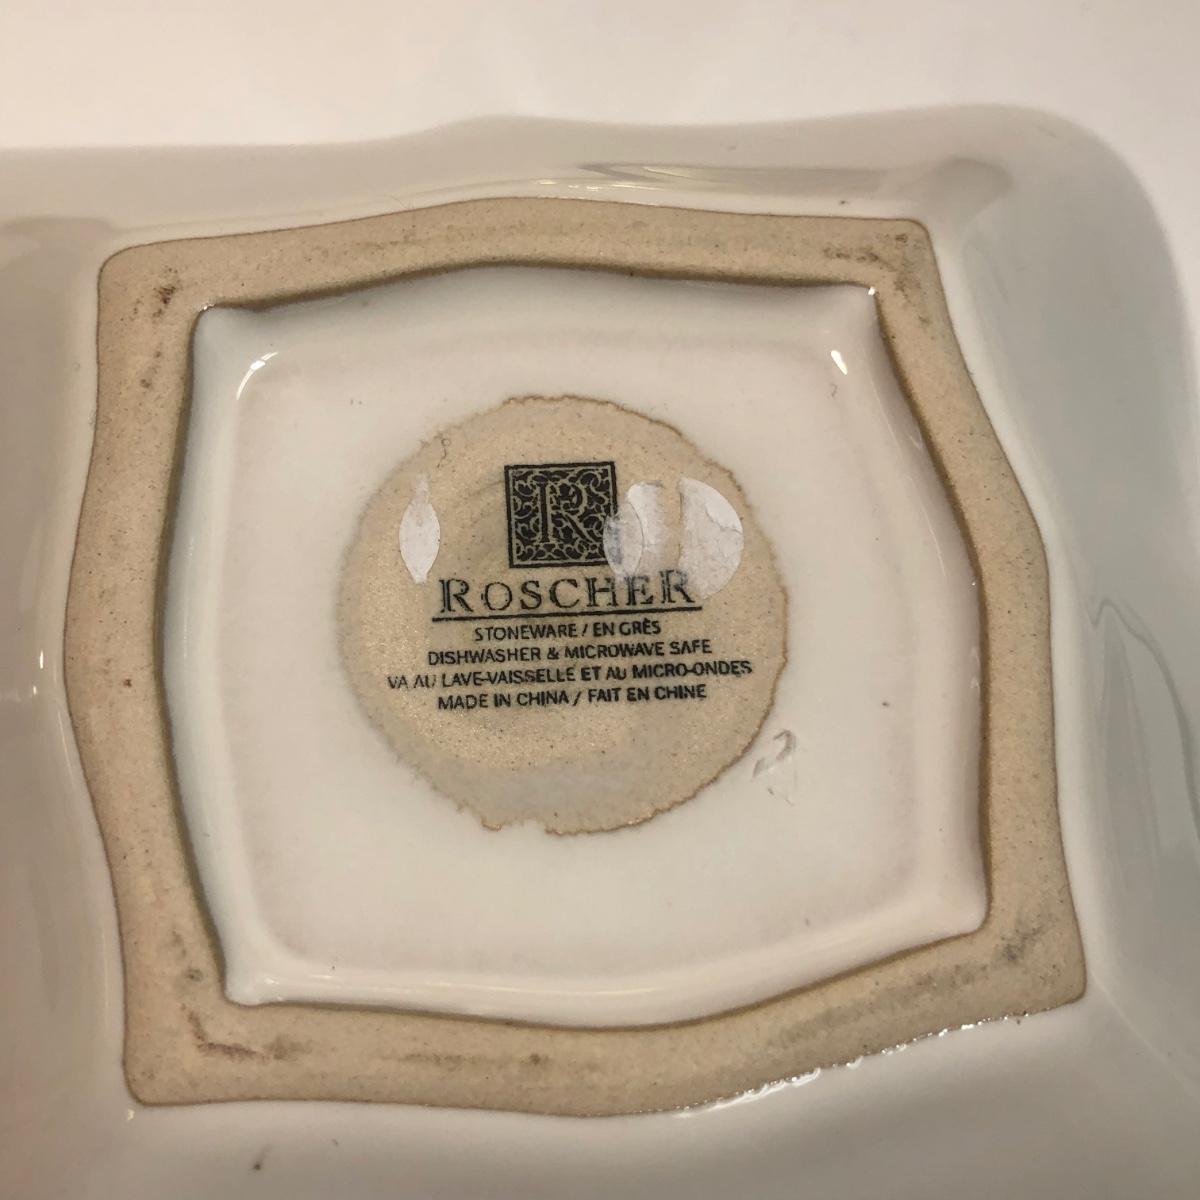 R
ROSCHER
STONEWARE / EN GRÈS
DISHWASHER & MICROWAVE SAFE
VA AU LAVE-VAISSELLE ET AU MICRO-ONDES
MADE IN CHINA / FAIT EN CHINE